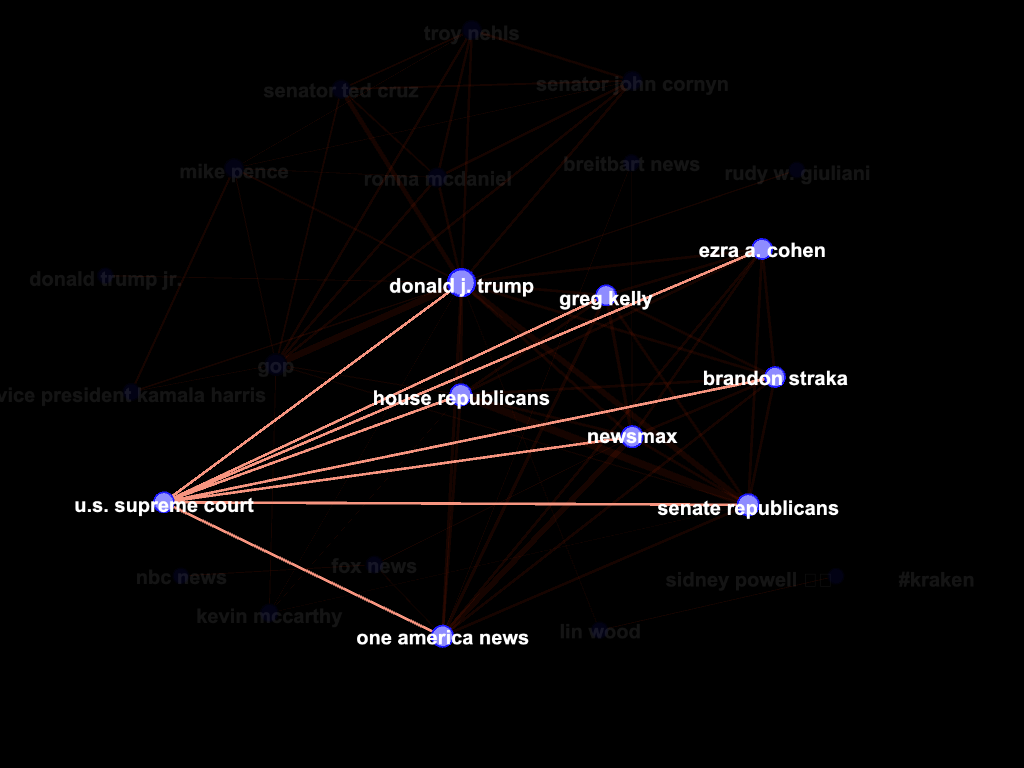 troy nehls
senator ted cruz
senator john cornyn
mike pence
ronna mcdaniel
breitbart news
rudy w. giuliani
ezra a. cohen
donald trump jr.
donald j. trump
greg kelly
gop
brandon straka
vice president kamala harris
house republicans
newsmax
u.s. supreme court
senate republicans
nbc news
fox news
sidney powell □□ #kraken
kevin mccarthy
one america news
lin wood